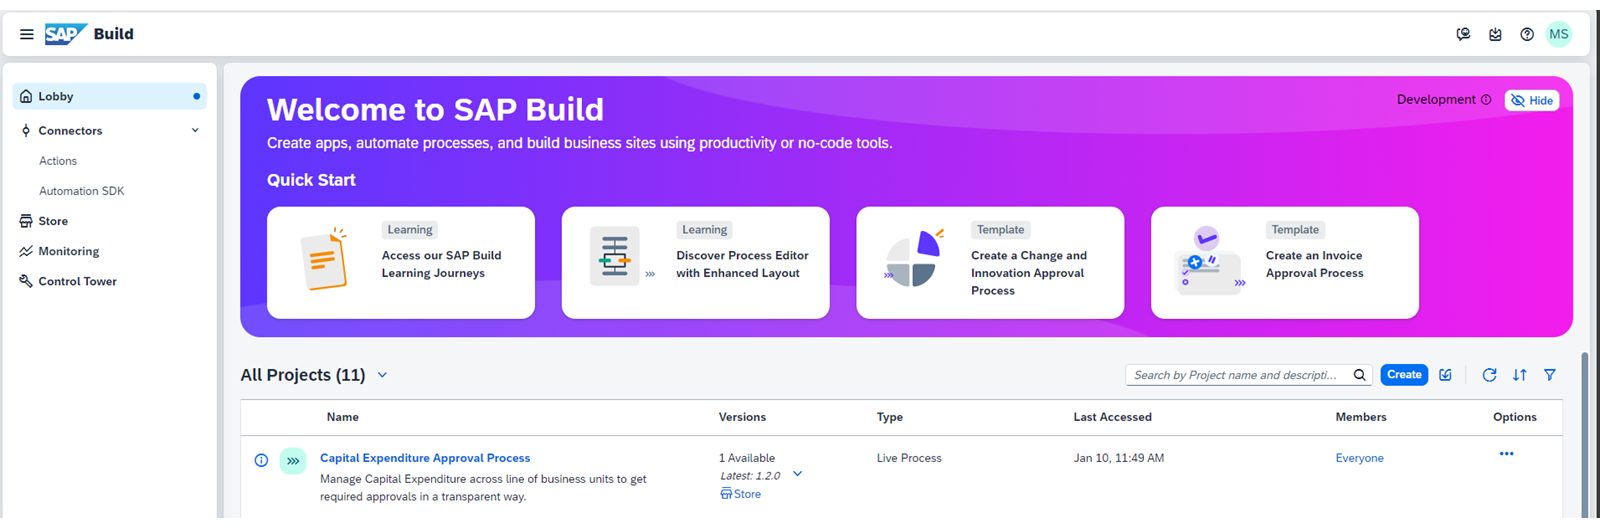 SAP Build
MS
Lobby
Connectors
Actions
Automation SDK
Store
Monitoring
Control Tower
Welcome to SAP Build
Development
Hide
Create apps, automate processes, and build business sites using productivity or no-code tools.
Quick Start
Learning
Access our SAP Build
Learning Journeys
Learning
Discover Process Editor
with Enhanced Layout
Template
Create a Change and
Innovation Approval
Process
Template
Create an Invoice
Approval Process
All Projects (11)
Search by Project name and descripti...
Create
Name
Versions
Type
Last Accessed
Members
Options
Capital Expenditure Approval Process
Manage Capital Expenditure across line of business units to get
required approvals in a transparent way.
1 Available
Latest: 1.2.0
Store
Live Process
Jan 10, 11:49 AM
Everyone